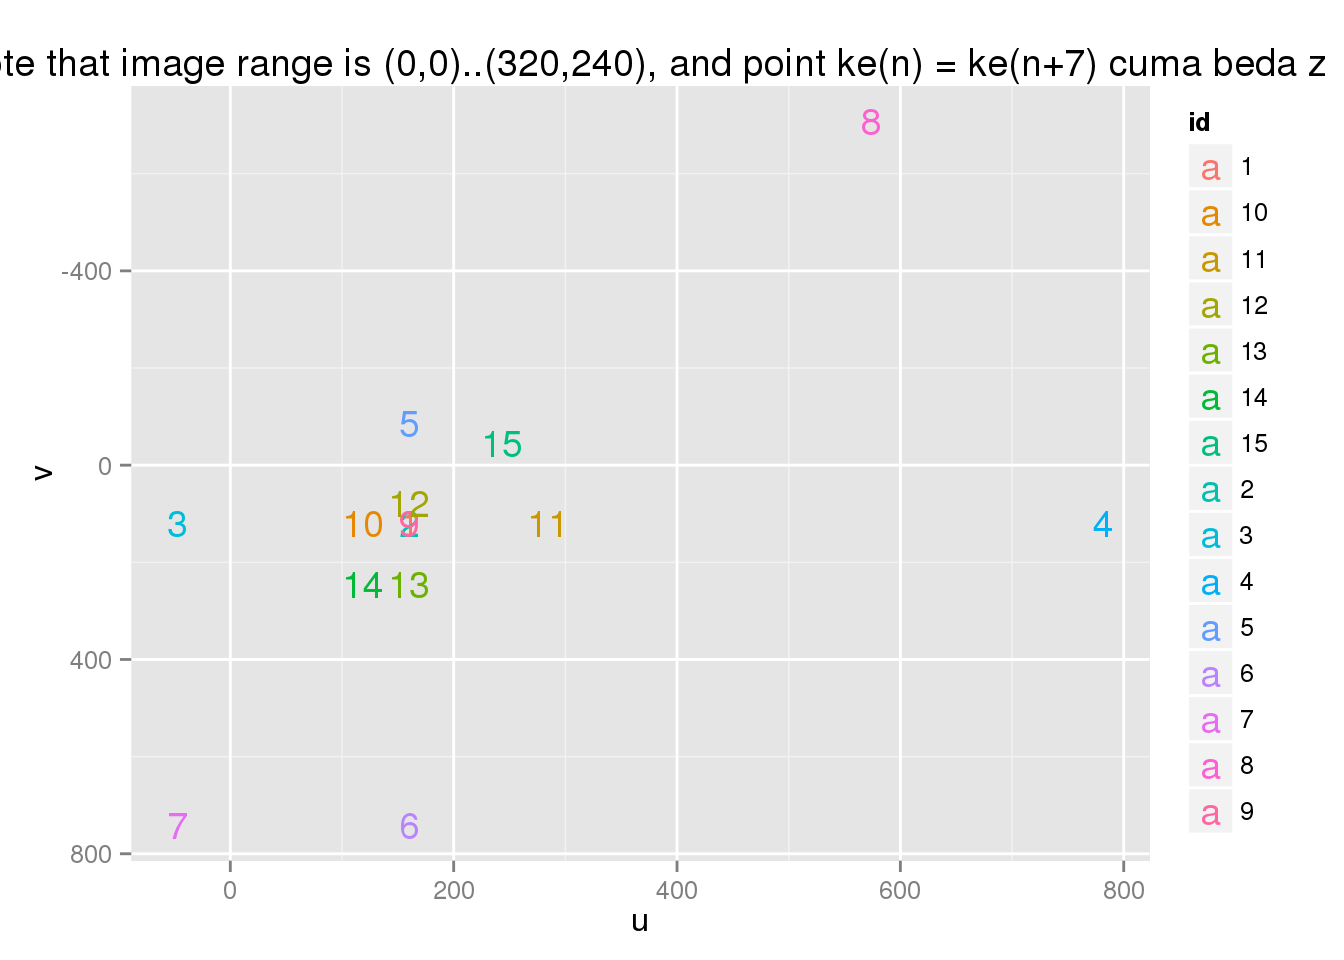 ote that image range is (0,0)..(320,240), and point ke(n) = ke(n+7) cuma beda z
id
a 1
a 10
a 11
a 12
a 13
a 14
a 15
a 2
a 3
a 4
a 5
a 6
a 7
a 8
a 9
8
-400
5
15
0
12
3
10
9
11
4
14
13
400
7
6
800
v
0
200
400
600
800
u